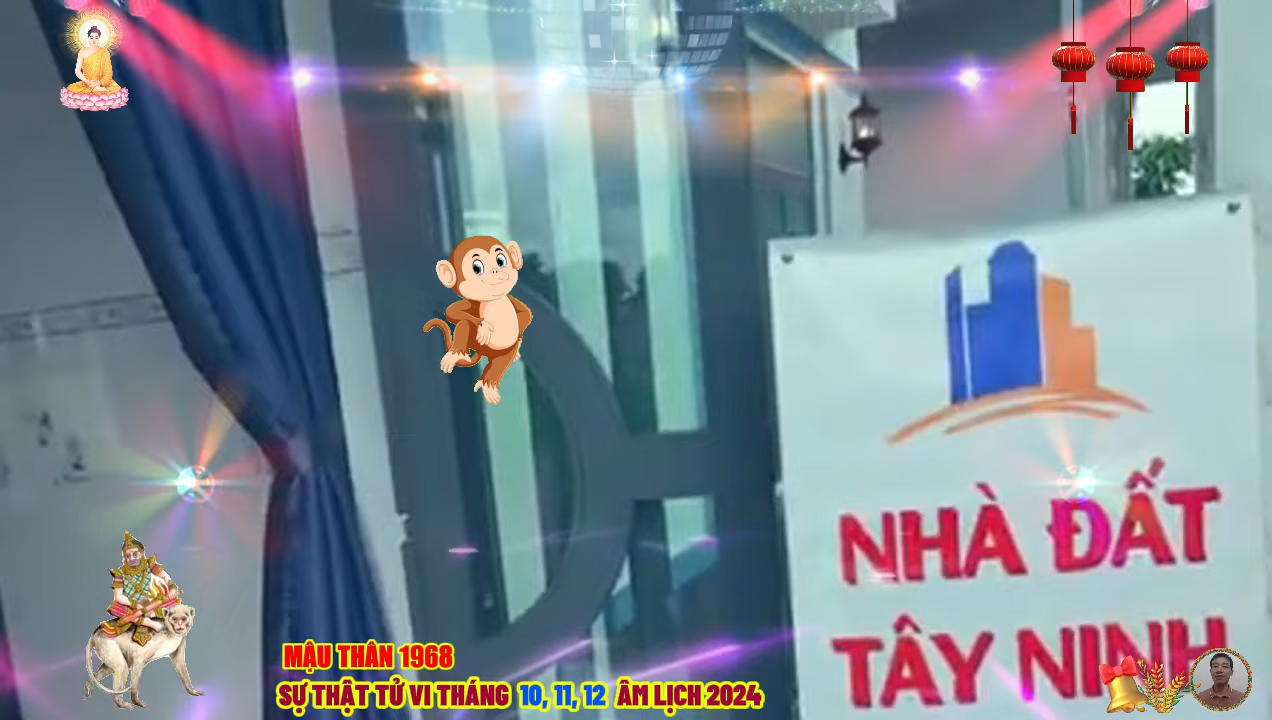 NHÀ ĐẤT
TÂY NINH
MẬU THÂN 1968
SỰ THẬT TỬ VI THÁNG 10, 11, 12 ÂM LỊCH 2024